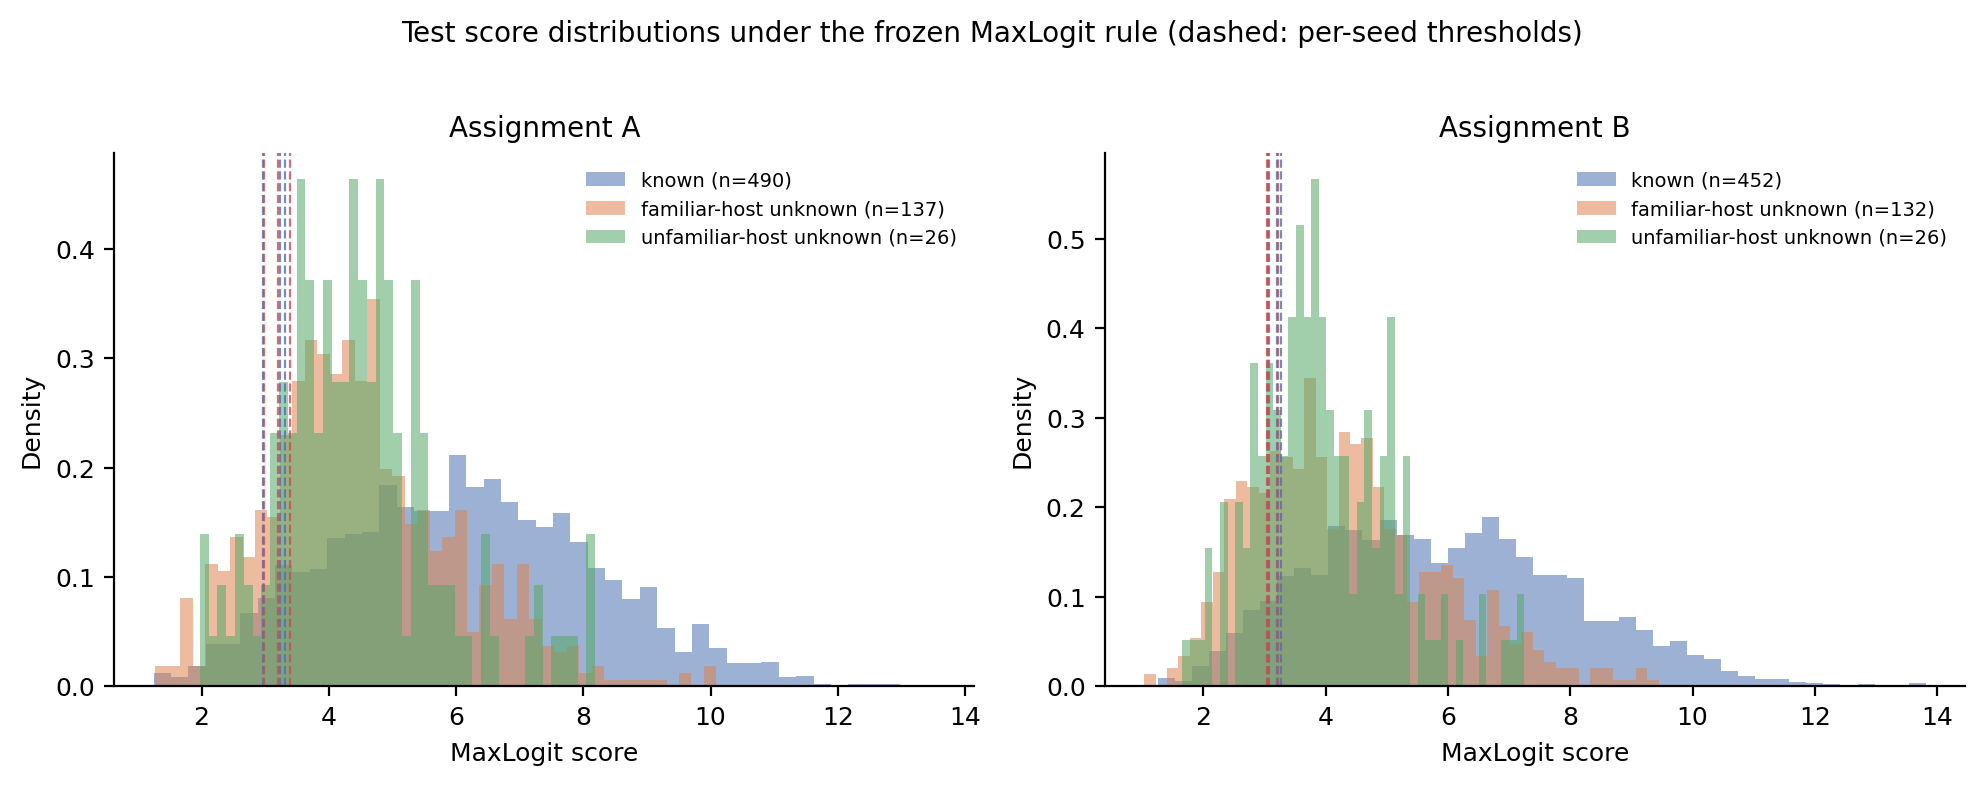 Test score distributions under the frozen MaxLogit rule (dashed: per-seed thresholds)
Assignment A
known (n=490)
familiar-host unknown (n=137)
unfamiliar-host unknown (n=26)
Density
0.4
0.3
0.2
0.1
0.0
2 4 6 8 10 12 14
MaxLogit score
Assignment B
known (n=452)
familiar-host unknown (n=132)
unfamiliar-host unknown (n=26)
Density
0.5
0.4
0.3
0.2
0.1
0.0
2 4 6 8 10 12 14
MaxLogit score